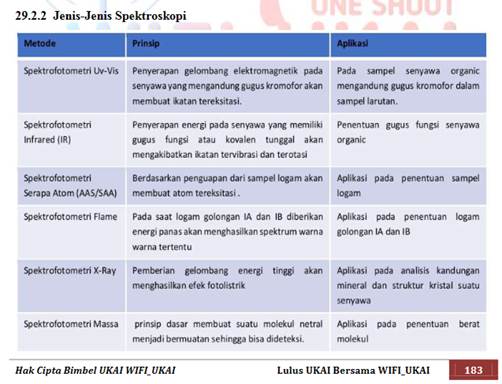 ONE SHOOT
29.2.2 Jenis-Jenis Spektroskopi
Metode Prinsip Aplikasi
Spektrofotometri Uv-Vis Penyerapan gelombang elektromagnetik pada Pada sampel senyawa organic
senyawa yang mengandung gugus kromofor akan mengandung gugus kromofor dalam
membuat ikatan tereksitasi. sampel larutan.
Spektrofotometri Penyerapan energi pada senyawa yang memiliki Penentuan gugus fungsi senyawa
Infrared (IR) gugus fungsi atau kovalen tunggal akan organic
mengakibatkan ikatan tervibrasi dan terotasi
Spektrofotometri Berdasarkan penguapan dari sampel logam akan Aplikasi pada penentuan sampel
Serapa Atom (AAS/SAA) membuat atom tereksitasi . logam
Spektrofotometri Flame Pada saat logam golongan IA dan IB diberikan Aplikasi pada penentuan logam
energi panas akan menghasilkan spektrum warna golongan IA dan IB
warna tertentu
Spektrofotometri X-Ray Pemberian gelombang energi tinggi akan Aplikasi pada analisis kandungan
menghasilkan efek fotolistrik mineral dan struktur kristal suatu
senyawa
Spektrofotometri Massa prinsip dasar membuat suatu molekul netral Aplikasi pada penentuan berat
menjadi bermuatan sehingga bisa dideteksi. molekul
Hak Cipta Bimbel UKAI WIFI_UKAI Lulus UKAI Bersama WIFI_UKAI 183